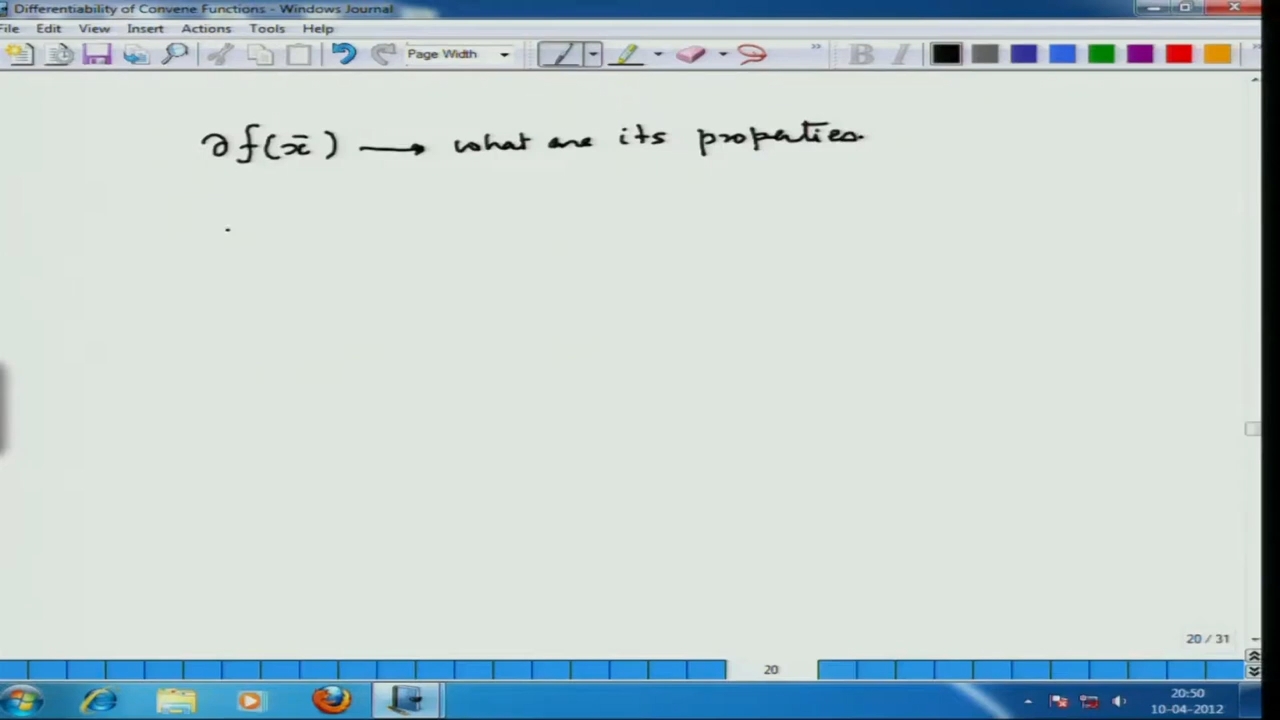 Differentiability of Convene Functions - Windows Journal
File Edit View Insert Actions Tools Help
Page Width
B I
∂f(x̄) → what are its properties.
20 / 31
20
20:50
10-04-2012